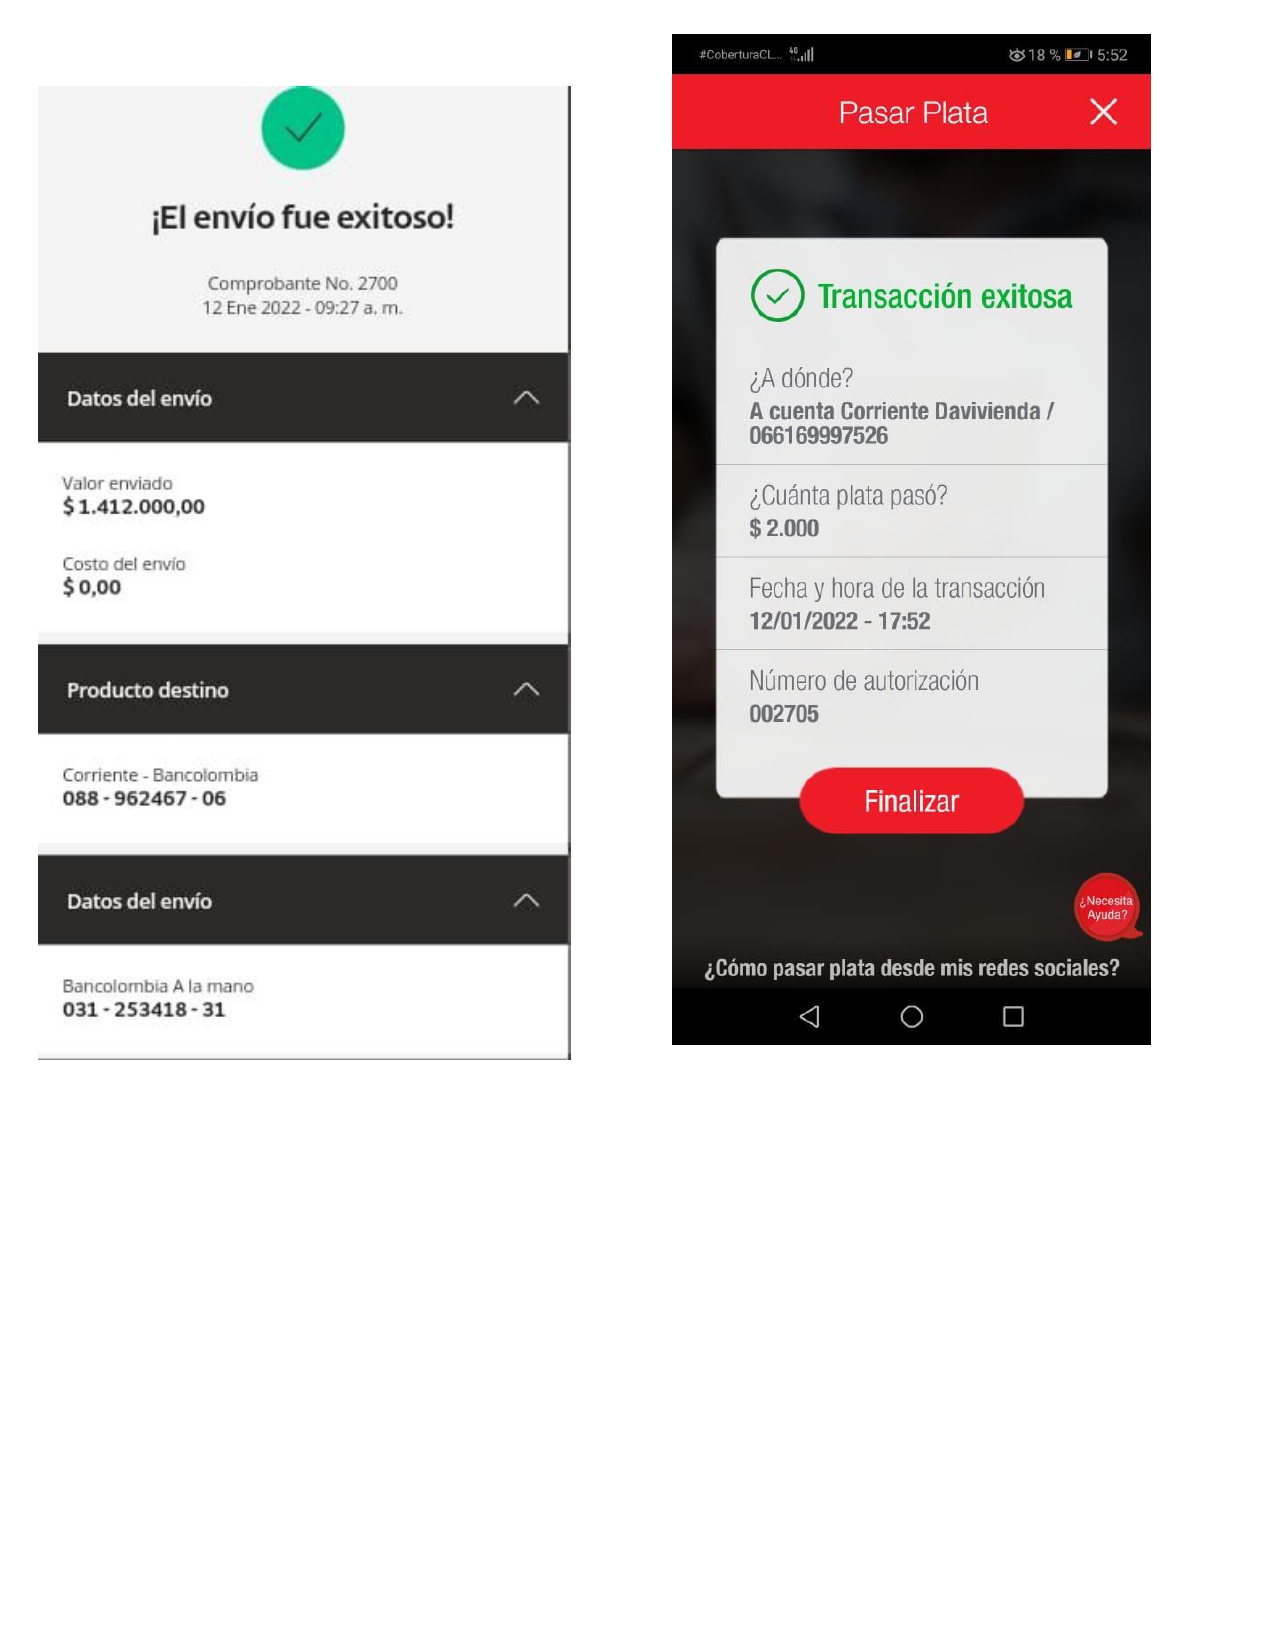 ¡El envío fue exitoso!
Comprobante No. 2700
12 Ene 2022 - 09:27 a. m.
Datos del envío
Valor enviado
$ 1.412.000,00
Costo del envío
$ 0,00
Producto destino
Corriente - Bancolombia
088 - 962467 - 06
Datos del envío
Bancolombia A la mano
031 - 253418 - 31
#CoberturaCL... 4G 18 % 5:52
Pasar Plata
Transacción exitosa
¿A dónde?
A cuenta Corriente Davivienda /
066169997526
¿Cuánta plata pasó?
$ 2.000
Fecha y hora de la transacción
12/01/2022 - 17:52
Número de autorización
002705
Finalizar
¿Necesita
Ayuda?
¿Cómo pasar plata desde mis redes sociales?